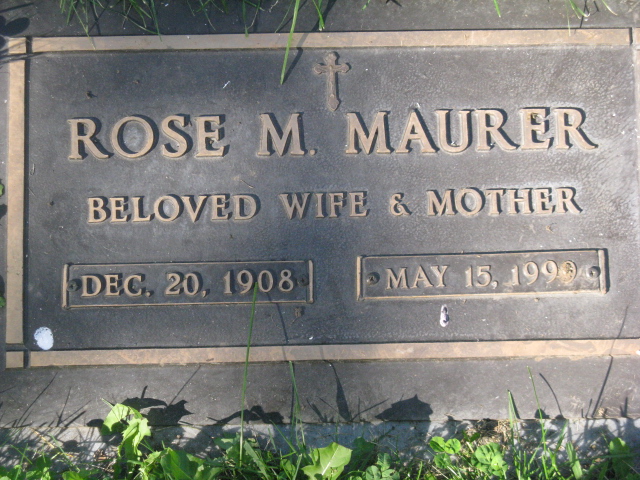 ROSE M. MAURER
BELOVED WIFE & MOTHER
DEC. 20, 1908
MAY 15,